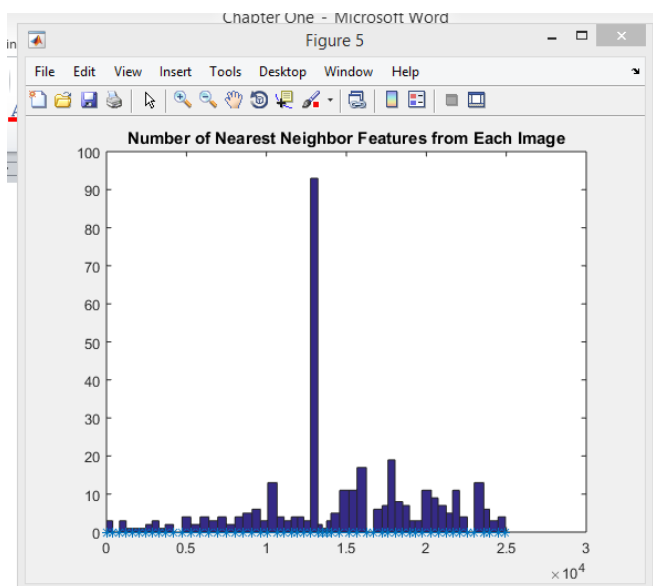 Chapter One - Microsoft Word
Figure 5
File Edit View Insert Tools Desktop Window Help
Number of Nearest Neighbor Features from Each Image
100
90
80
70
60
50
40
30
20
10
0
0 0.5 1 1.5 2 2.5 3
×10^4